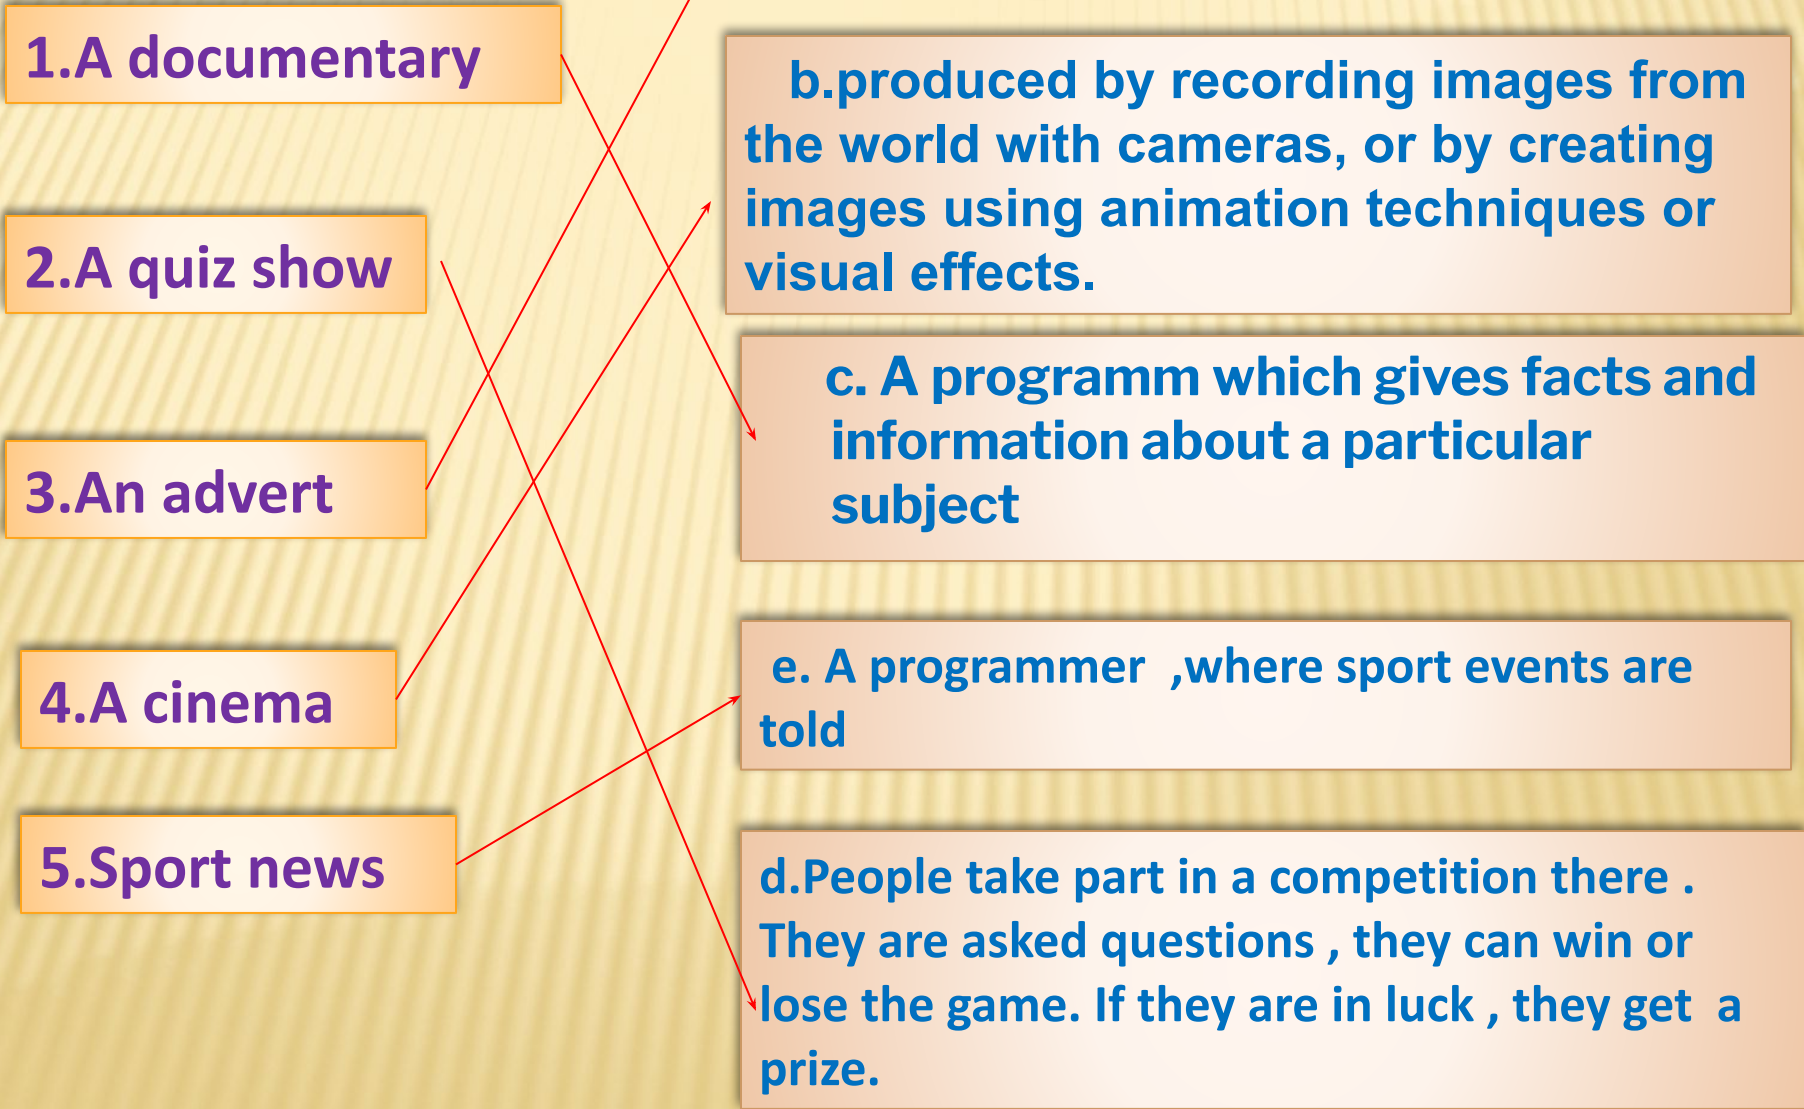 1.A documentary
2.A quiz show
3.An advert
4.A cinema
5.Sport news
b.produced by recording images from
the world with cameras, or by creating
images using animation techniques or
visual effects.
c. A programm which gives facts and
information about a particular
subject
e. A programmer ,where sport events are
told
d.People take part in a competition there .
They are asked questions , they can win or
lose the game. If they are in luck , they get a
prize.